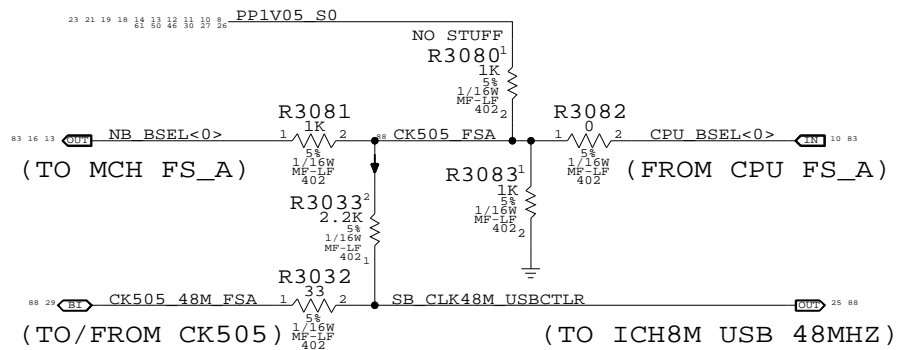 23 21 19 18 14 13 12 11 10 8
61 50 46 30 27 26
PP1V05_S0
NO STUFF
R3080
1
1K
5%
1/16W
MF-LF
402
2
R3081
1K
1
2
5%
1/16W
MF-LF
402
R3082
0
1
2
5%
1/16W
MF-LF
402
83 16 13
OUT
NB_BSEL<0>
88
CK505_FSA
CPU_BSEL<0>
IN
10 83
(TO MCH FS_A)
(FROM CPU FS_A)
R3083
1
1K
5%
1/16W
MF-LF
402
2
R3033
2
2.2K
5%
1/16W
MF-LF
402
1
R3032
33
1
2
5%
1/16W
MF-LF
402
88 29
BI
CK505_48M_FSA
SB_CLK48M_USBCTLR
OUT
25 88
(TO/FROM CK505)
(TO ICH8M USB 48MHZ)